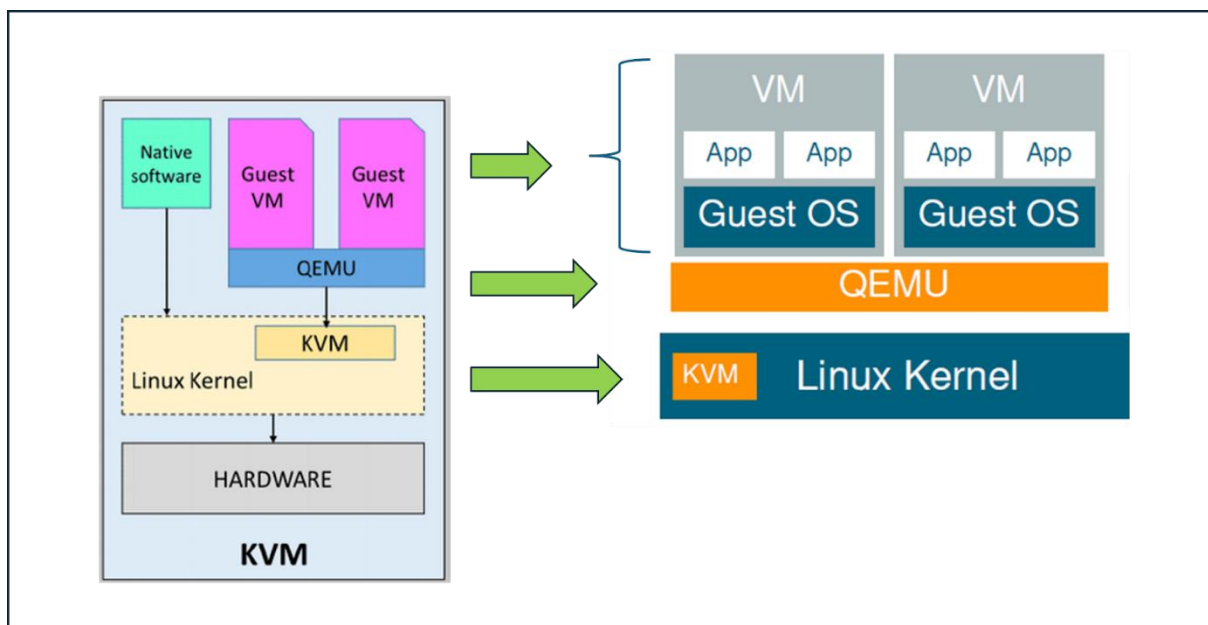 Native
software
Guest
VM
Guest
VM
QEMU
KVM
Linux Kernel
HARDWARE
KVM
VM
VM
App
App
App
App
Guest OS
Guest OS
QEMU
KVM
Linux Kernel